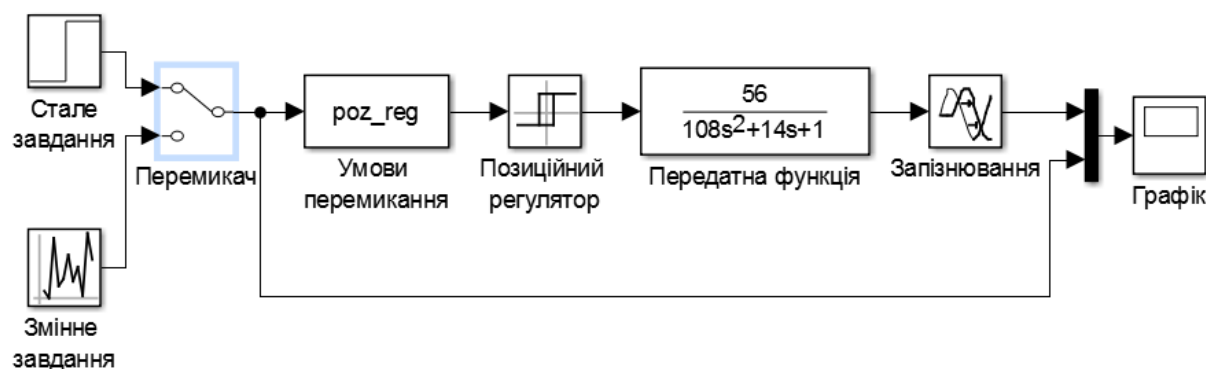 Стале
завдання
Перемикач
Змінне
завдання
poz_reg
Умови
перемикання
Позиційний
регулятор
56
108s²+14s+1
Передатна функція
Запізнювання
Графік